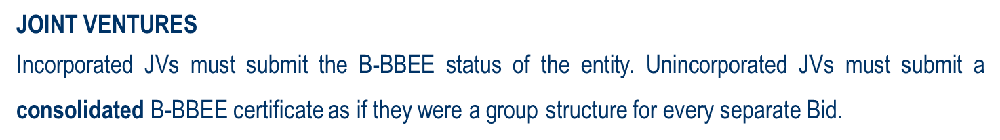 JOINT VENTURES
Incorporated JVs must submit the B-BBEE status of the entity. Unincorporated JVs must submit a
consolidated B-BBEE certificate as if they were a group structure for every separate Bid.